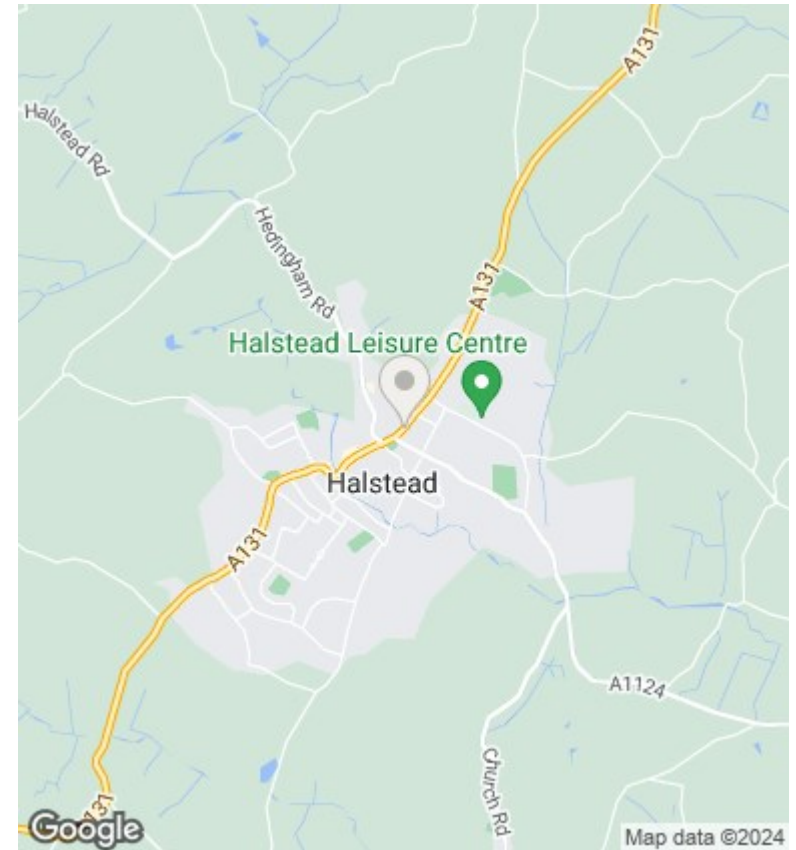 A131
Halstead Rd
Hedingham Rd
A131
Halstead Leisure Centre
Halstead
A131
A1124
Church Rd
A131
Google
Map data ©2024